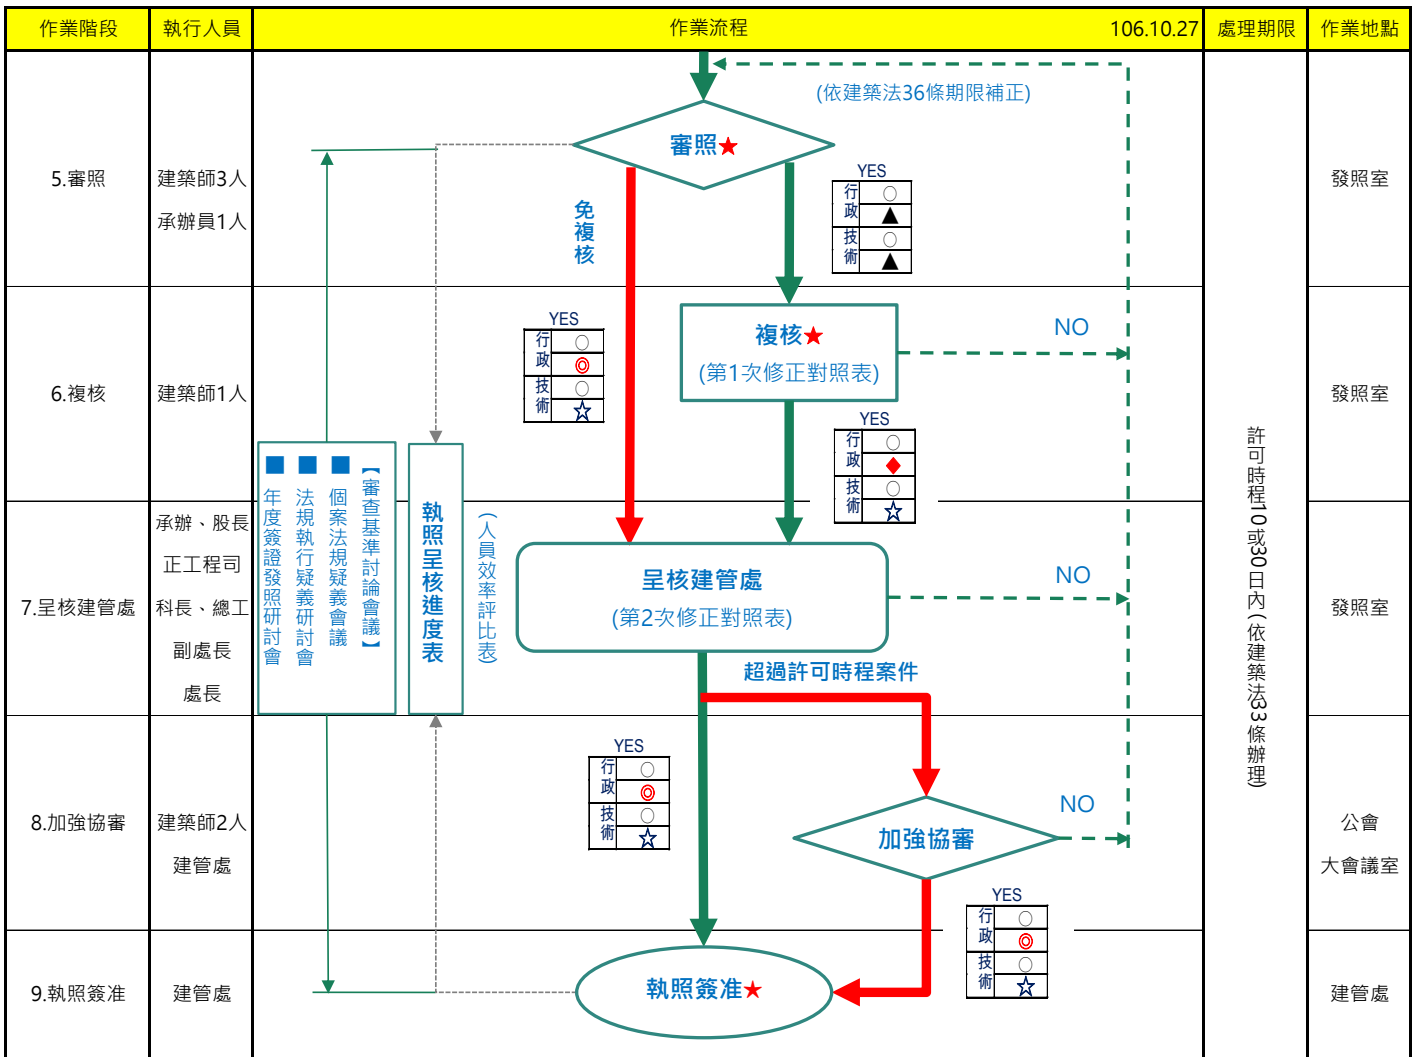 作業階段 執行人員 作業流程 106.10.27 處理期限 作業地點
(依建築法36條期限補正)
審照★
5.審照
建築師3人
承辦員1人
發照室
免複核
YES
行政 ○
▲
技術 ○
▲
6.複核
建築師1人
發照室
複核★
(第1次修正對照表)
NO
YES
行政 ○
◎
技術 ○
☆
YES
行政 ○
◆
技術 ○
☆
【審查基準討論會議】
■ 個案法規疑義會議
■ 法規執行疑義研討會
■ 年度簽證發照研討會
執照呈核進度表
(人員效率評比表)
許可時程10或30日內(依建築法33條辦理)
7.呈核建管處
承辦、股長
正工程司
科長、總工
副處長
處長
發照室
呈核建管處
(第2次修正對照表)
NO
超過許可時程案件
8.加強協審
建築師2人
建管處
公會
大會議室
YES
行政 ○
◎
技術 ○
☆
加強協審
NO
YES
行政 ○
◎
技術 ○
☆
9.執照簽准
建管處
執照簽准★
建管處